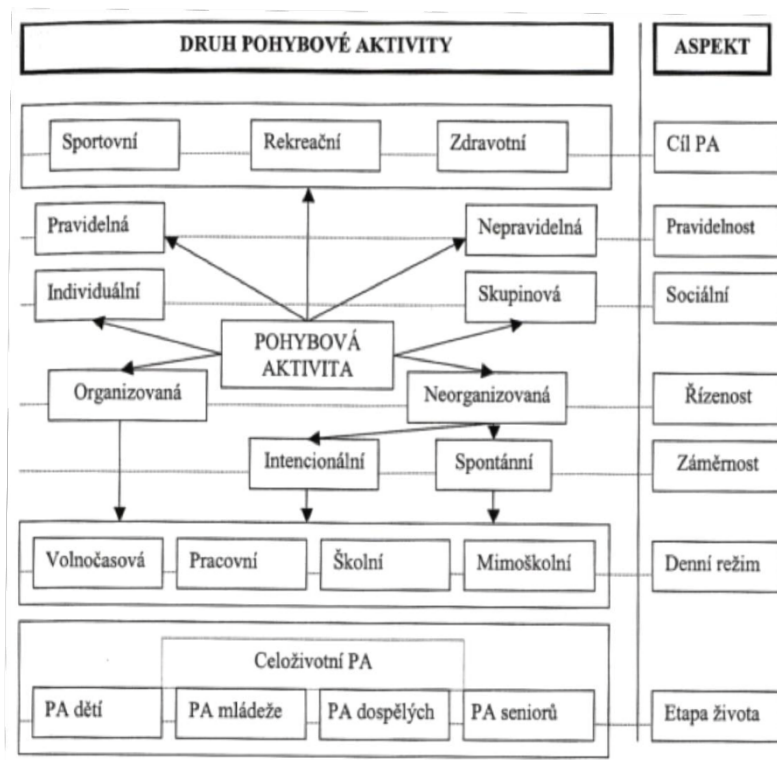 DRUH POHYBOVÉ AKTIVITY
ASPEKT
Sportovní
Rekreační
Zdravotní
Cíl PA
Pravidelná
Nepravidelná
Pravidelnost
Individuální
Skupinová
Sociální
POHYBOVÁ
AKTIVITA
Organizovaná
Neorganizovaná
Řízenost
Intencionální
Spontánní
Záměrnost
Volnočasová
Pracovní
Školní
Mimoškolní
Denní režim
Celoživotní PA
PA dětí
PA mládeže
PA dospělých
PA seniorů
Etapa života